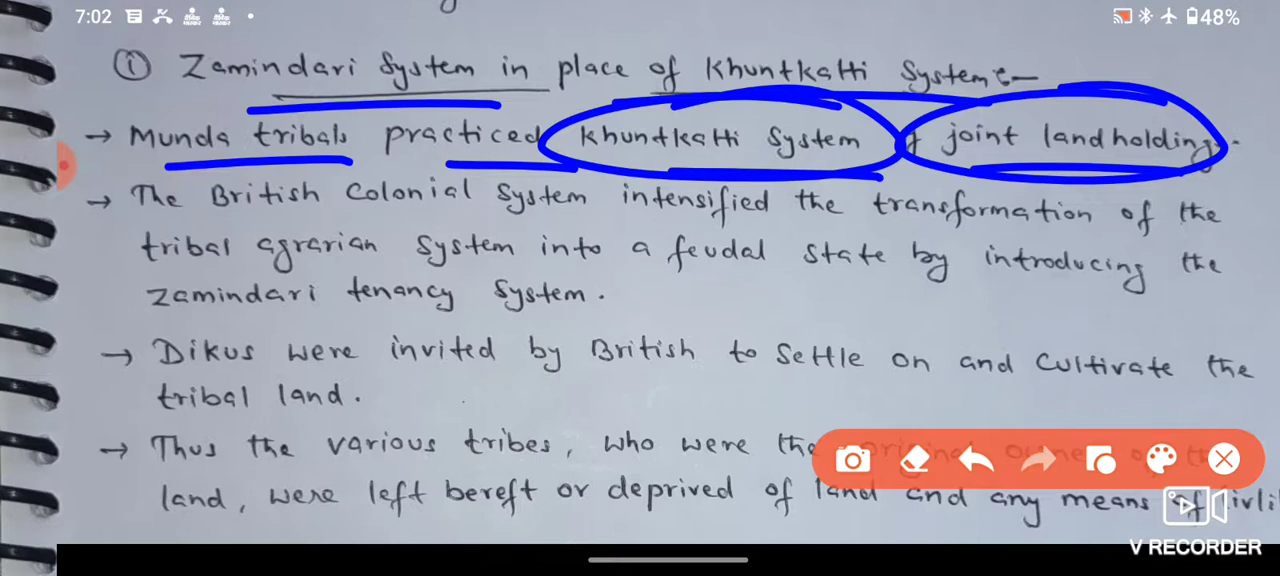 7:02
48%
① Zamindari System in place of Khuntkatti System:-
→ Munda tribals practiced Khuntkatti System joint landholding.
→ The British Colonial System intensified the transformation of the
tribal agrarian system into a feudal state by introducing the
zamindari tenancy system.
→ Dikus were invited by British to settle on and cultivate the
tribal land.
→ Thus the various tribes, who were the
land, were left bereft or deprived of land and any means of
V RECORDER